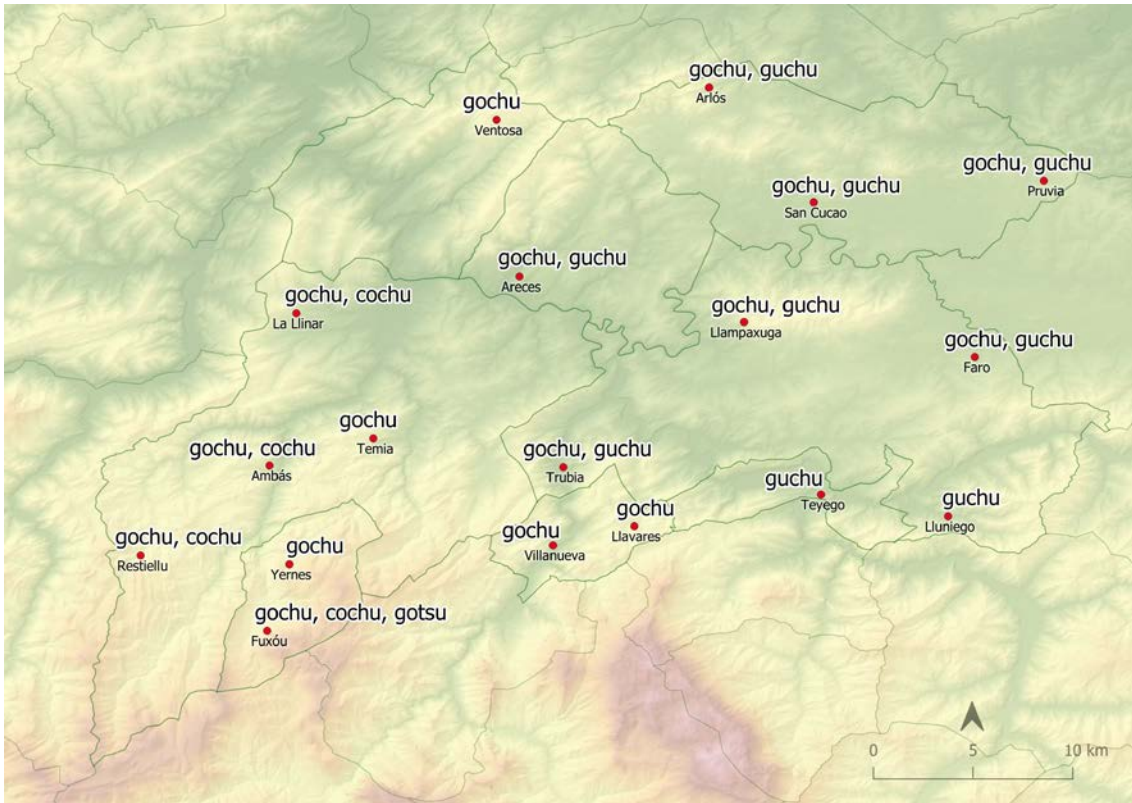 gochu, guchu
Arlós
gochu
Ventosa
gochu, guchu
Pruvia
gochu, guchu
San Cucao
gochu, guchu
Areces
gochu, cochu
La Llinar
gochu, guchu
Llampaxuga
gochu, guchu
Faro
gochu
Temia
gochu, cochu
Ambás
gochu, guchu
Trubia
guchu
Teyego
guchu
Lluniego
gochu
Llavares
gochu
Villanueva
gochu, cochu
Restiellu
gochu
Yernes
gochu, cochu, gotsu
Fuxóu
0 5 10 km